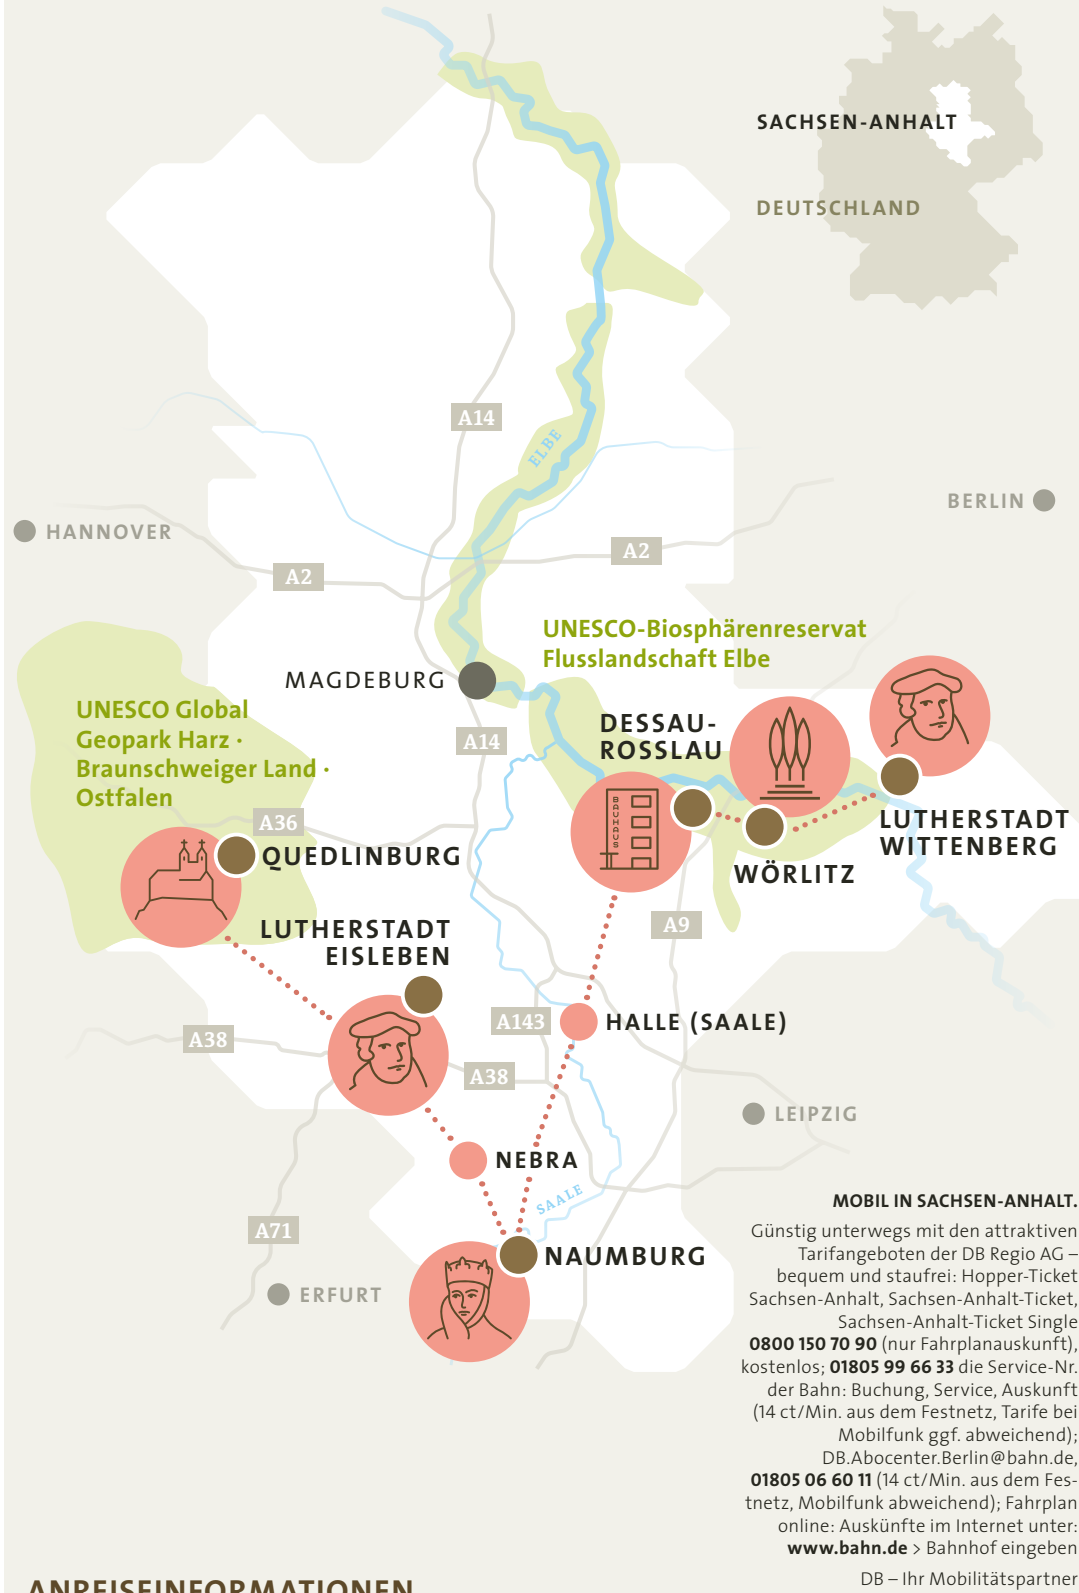 SACHSEN-ANHALT
DEUTSCHLAND
A14
ELBE
BERLIN
HANNOVER
A2
A2
UNESCO-Biosphärenreservat
Flusslandschaft Elbe
MAGDEBURG
UNESCO Global
Geopark Harz ·
Braunschweiger Land ·
Ostfalen
A14
DESSAU-
ROSSLAU
BAUHAUS
A36
QUEDLINBURG
LUTHERSTADT
WITTENBERG
WÖRLITZ
LUTHERSTADT
EISLEBEN
A9
A143
HALLE (SAALE)
A38
A38
LEIPZIG
NEBRA
SAALE
A71
NAUMBURG
ERFURT
MOBIL IN SACHSEN-ANHALT.
Günstig unterwegs mit den attraktiven
Tarifangeboten der DB Regio AG –
bequem und staufrei: Hopper-Ticket
Sachsen-Anhalt, Sachsen-Anhalt-Ticket,
Sachsen-Anhalt-Ticket Single
0800 150 70 90 (nur Fahrplanauskunft),
kostenlos; 01805 99 66 33 die Service-Nr.
der Bahn: Buchung, Service, Auskunft
(14 ct/Min. aus dem Festnetz, Tarife bei
Mobilfunk ggf. abweichend);
DB.Abocenter.Berlin@bahn.de,
01805 06 60 11 (14 ct/Min. aus dem Fes-
tnetz, Mobilfunk abweichend); Fahrplan
online: Auskünfte im Internet unter:
www.bahn.de > Bahnhof eingeben
DB – Ihr Mobilitätspartner
ANREISEINFORMATIONEN